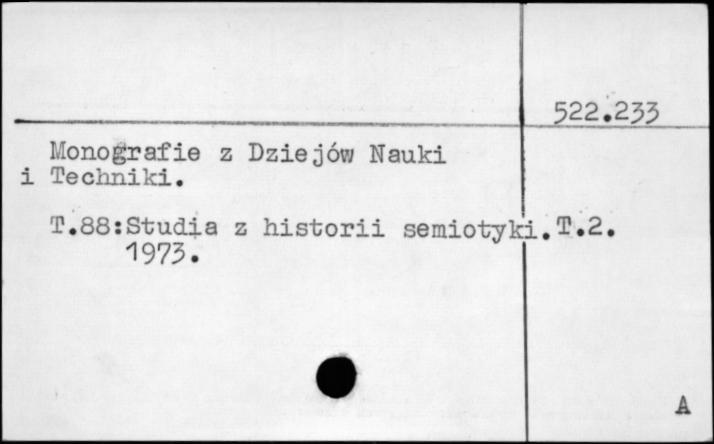 522.233
Monografie z Dziejów Nauki
i Techniki.
T.88:Studia z historii semiotyki.T.2.
1973.
A